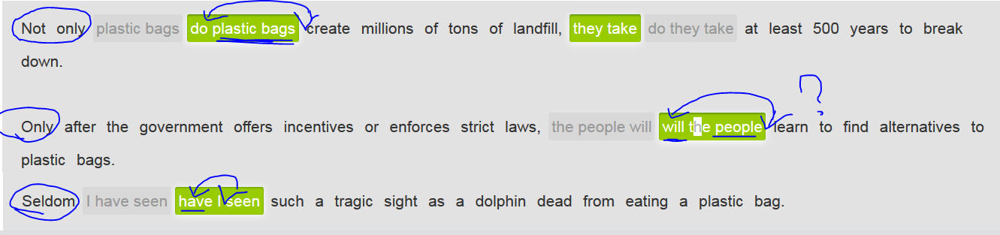 Not only plastic bags do plastic bags create millions of tons of landfill, they take do they take at least 500 years to break
down.
Only after the government offers incentives or enforces strict laws, the people will will the people learn to find alternatives to
plastic bags.
Seldom I have seen have I seen such a tragic sight as a dolphin dead from eating a plastic bag.